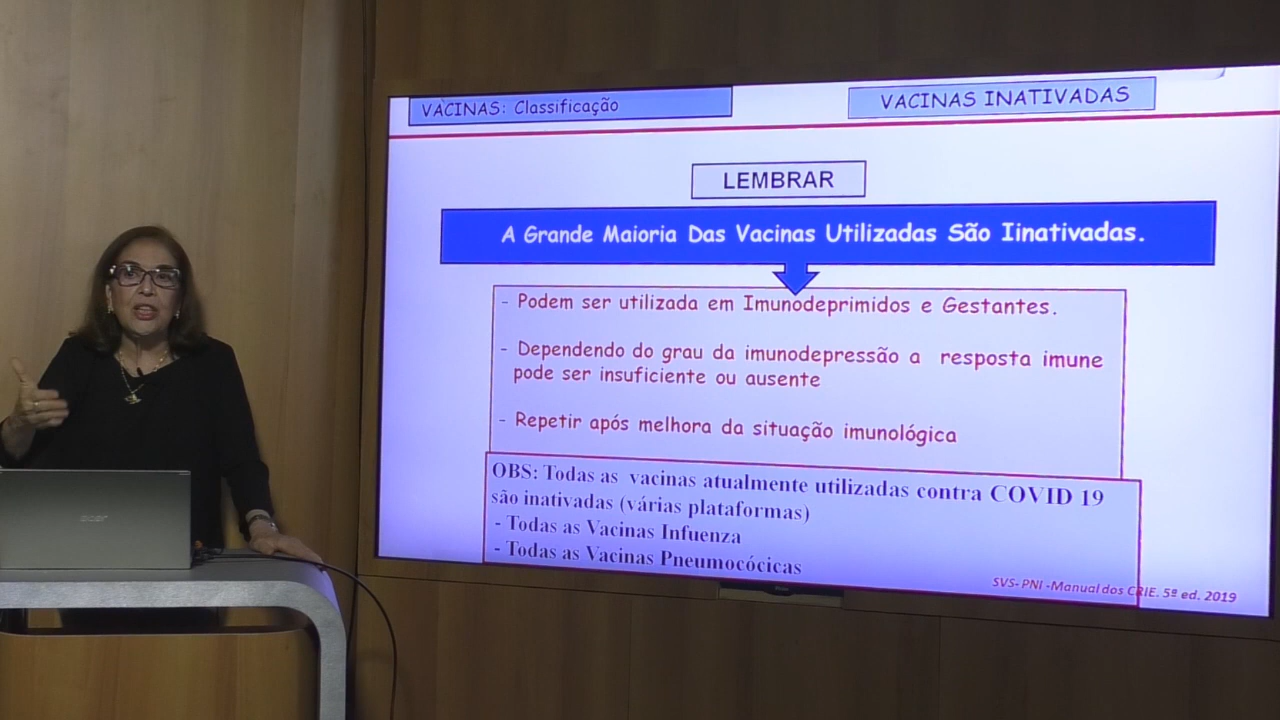 VACINAS: Classificação
VACINAS INATIVADAS
LEMBRAR
A Grande Maioria Das Vacinas Utilizadas São Iinativadas.
- Podem ser utilizada em Imunodeprimidos e Gestantes.
- Dependendo do grau da imunodepressão a resposta imune
pode ser insuficiente ou ausente
- Repetir após melhora da situação imunológica
OBS: Todas as vacinas atualmente utilizadas contra COVID 19
são inativadas (várias plataformas)
- Todas as Vacinas Infuenza
- Todas as Vacinas Pneumocócicas
SVS- PNI -Manual dos CRIE. 5ª ed. 2019
acer